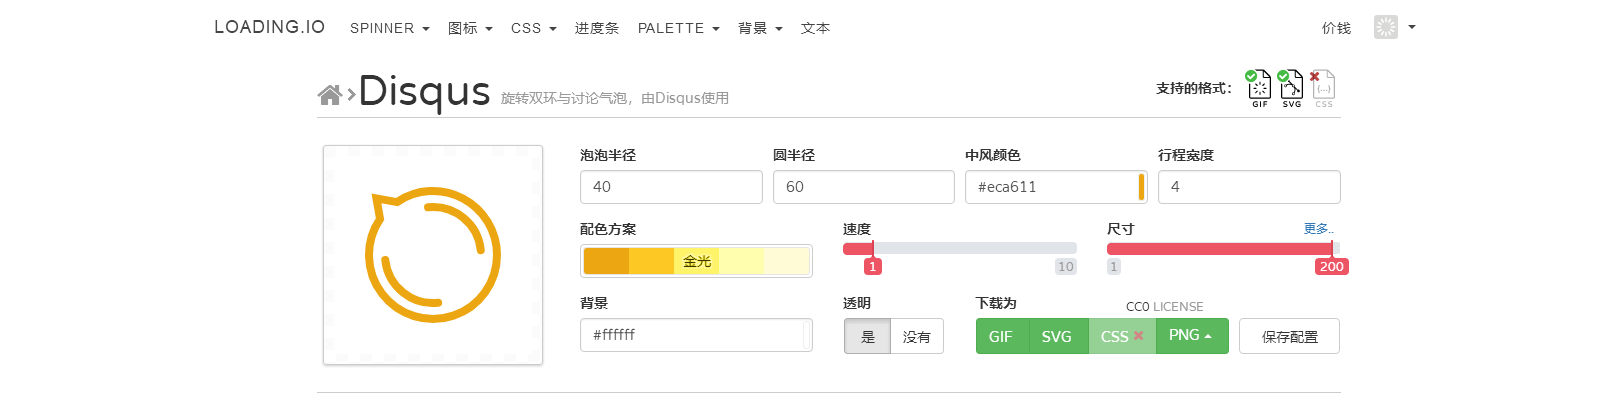 LOADING.IO SPINNER 图标 CSS 进度条 PALETTE 背景 文本 价钱
Disqus 旋转双环与讨论气泡，由Disqus使用 支持的格式： GIF SVG {...} CSS
泡泡半径 圆半径 中风颜色 行程宽度
40 60 #eca611 4
配色方案 速度 尺寸 更多..
金光 1 10 1 200
背景 透明 下载为 CC0 LICENSE
#ffffff 是 没有 GIF SVG CSS PNG 保存配置